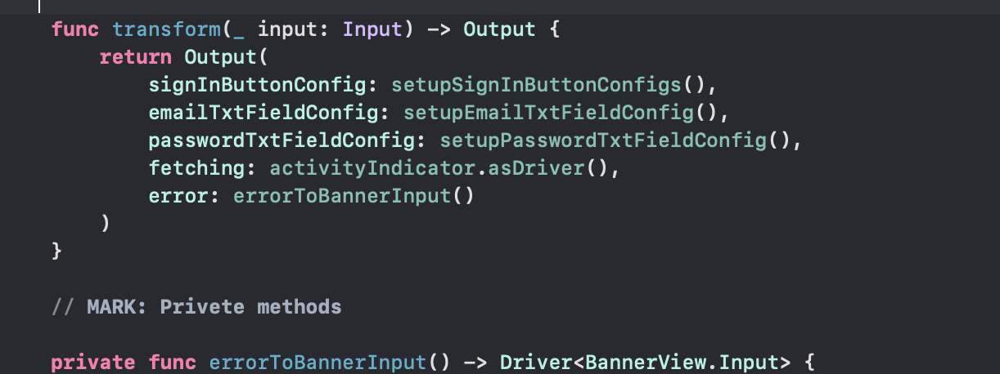 func transform(_ input: Input) -> Output {
return Output(
signInButtonConfig: setupSignInButtonConfigs(),
emailTxtFieldConfig: setupEmailTxtFieldConfig(),
passwordTxtFieldConfig: setupPasswordTxtFieldConfig(),
fetching: activityIndicator.asDriver(),
error: errorToBannerInput()
)
}
// MARK: Privete methods
private func errorToBannerInput() -> Driver<BannerView.Input> {